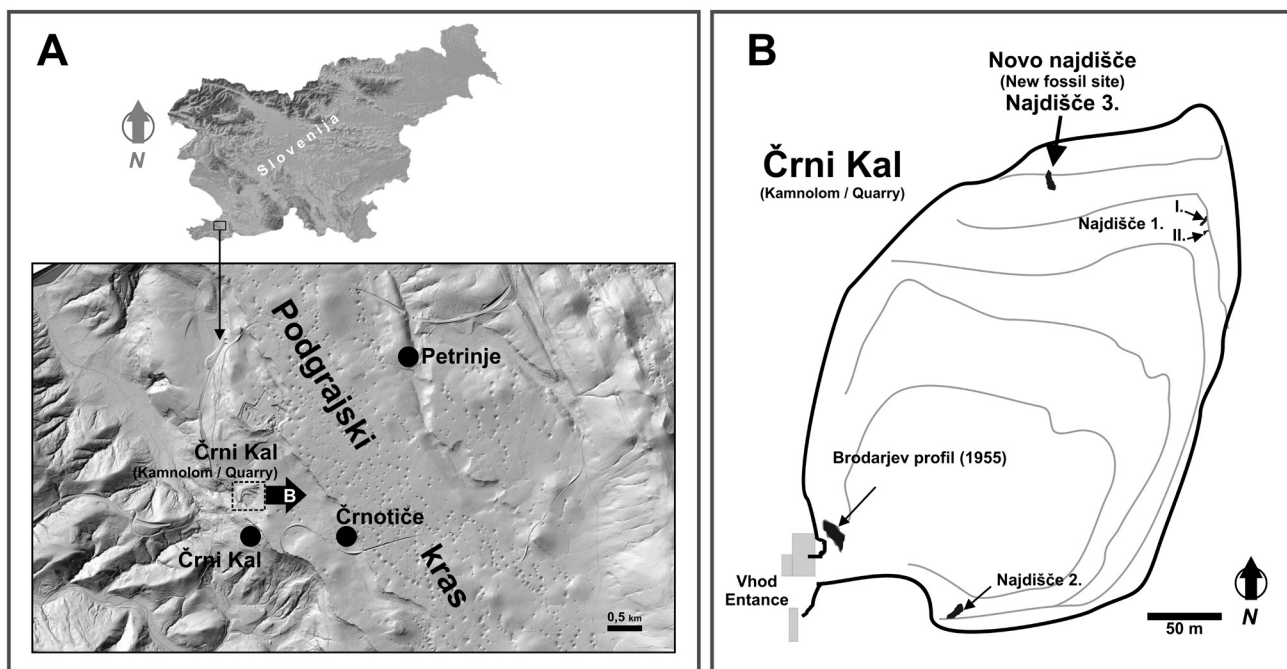 A
N
Slovenija
Podgrajski
kras
Petrinje
Črni Kal
(Kamnolom / Quarry)
B
Črnotiče
Črni Kal
0,5 km
B
Novo najdišče
(New fossil site)
Najdišče 3.
Črni Kal
(Kamnolom / Quarry)
Najdišče 1.
I.
II.
Brodarjev profil (1955)
Vhod
Entance
Najdišče 2.
50 m
N